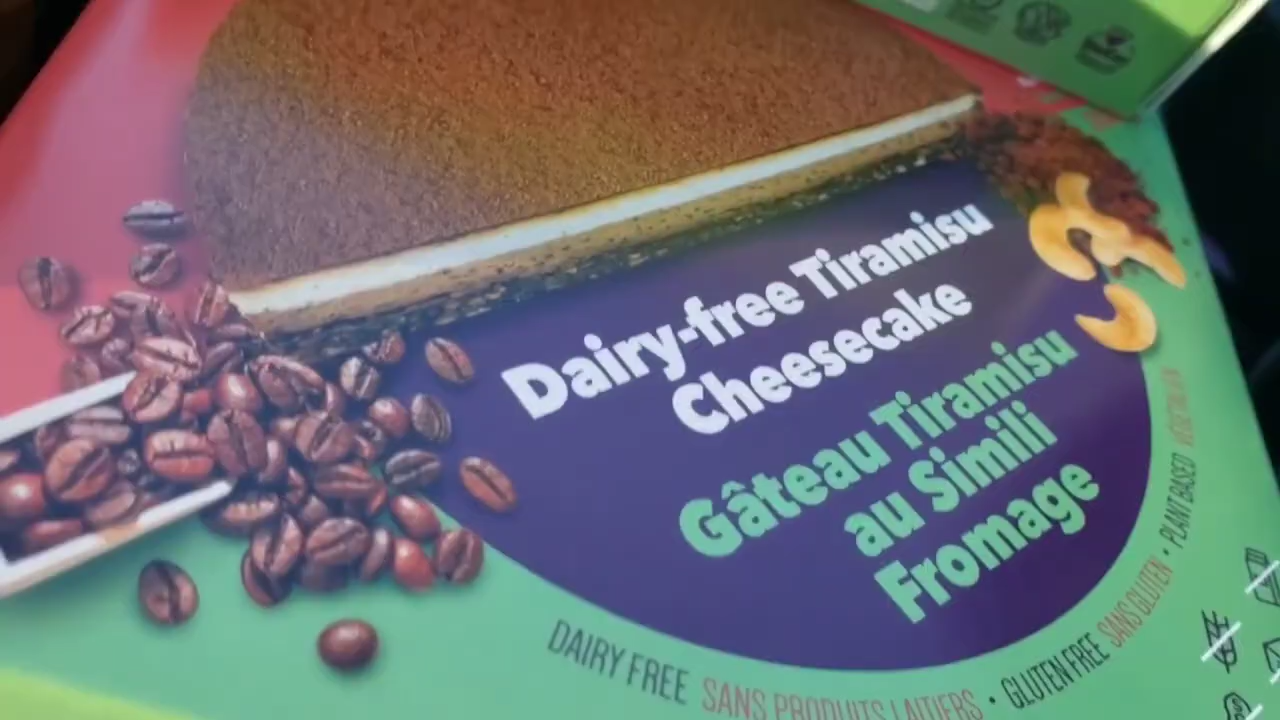 Dairy-free Tiramisu
Cheesecake
Gâteau Tiramisu
au Simili
Fromage
DAIRY FREE SANS PRODUITS LAITIERS • GLUTEN FREE SANS GLUTEN • PLANT BASED